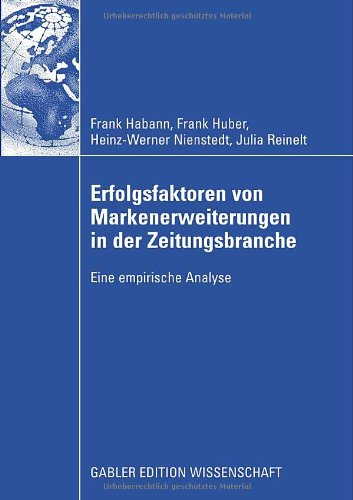 Urheberrechtlich geschütztes Material
Frank Habann, Frank Huber,
Heinz-Werner Nienstedt, Julia Reinelt
Erfolgsfaktoren von
Markenerweiterungen
in der Zeitungsbranche
Eine empirische Analyse
GABLER EDITION WISSENSCHAFT
Urheberrechtlich geschütztes Material